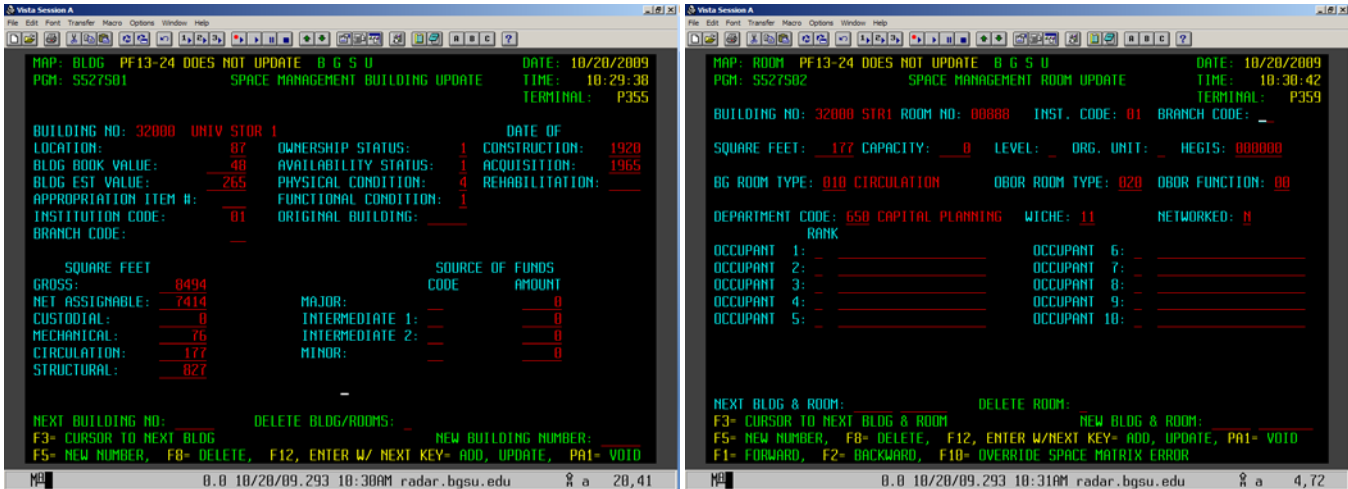 Vista Session A
File Edit Font Transfer Macro Options Window Help
MAP: BLDG PF13-24 DOES NOT UPDATE B G S U DATE: 10/20/2009
PGM: S527S01 SPACE MANAGEMENT BUILDING UPDATE TIME: 10:29:38
TERMINAL: P355
BUILDING NO: 32000 UNIV STOR 1 DATE OF
LOCATION: 87 OWNERSHIP STATUS: 1 CONSTRUCTION: 1920
BLDG BOOK VALUE: 48 AVAILABILITY STATUS: 1 ACQUISITION: 1965
BLDG EST VALUE: 265 PHYSICAL CONDITION: 4 REHABILITATION:
APPROPRIATION ITEM #: FUNCTIONAL CONDITION: 1
INSTITUTION CODE: 01 ORIGINAL BUILDING:
BRANCH CODE:
SQUARE FEET SOURCE OF FUNDS
GROSS: 8494 CODE AMOUNT
NET ASSIGNABLE: 7414 MAJOR: 0
CUSTODIAL: 0 INTERMEDIATE 1: 0
MECHANICAL: 76 INTERMEDIATE 2: 0
CIRCULATION: 177 MINOR: 0
STRUCTURAL: 827
NEXT BUILDING NO: DELETE BLDG/ROOMS:
F3= CURSOR TO NEXT BLDG NEW BUILDING NUMBER:
F5= NEW NUMBER, F8= DELETE, F12, ENTER W/ NEXT KEY= ADD, UPDATE, PA1= VOID
0.0 10/20/09.293 10:30AM radar.bgsu.edu a 20,41
Vista Session A
File Edit Font Transfer Macro Options Window Help
MAP: ROOM PF13-24 DOES NOT UPDATE B G S U DATE: 10/20/2009
PGM: S527S02 SPACE MANAGEMENT ROOM UPDATE TIME: 10:30:42
TERMINAL: P359
BUILDING NO: 32000 STR1 ROOM NO: 00888 INST. CODE: 01 BRANCH CODE:
SQUARE FEET: 177 CAPACITY: 0 LEVEL: ORG. UNIT: HEGIS: 000000
BG ROOM TYPE: 010 CIRCULATION OBOR ROOM TYPE: 020 OBOR FUNCTION: 00
DEPARTMENT CODE: 650 CAPITAL PLANNING WICHE: 11 NETWORKED: N
RANK
OCCUPANT 1: OCCUPANT 6:
OCCUPANT 2: OCCUPANT 7:
OCCUPANT 3: OCCUPANT 8:
OCCUPANT 4: OCCUPANT 9:
OCCUPANT 5: OCCUPANT 10:
NEXT BLDG & ROOM: DELETE ROOM:
F3= CURSOR TO NEXT BLDG & ROOM NEW BLDG & ROOM:
F5= NEW NUMBER, F8= DELETE, F12, ENTER W/NEXT KEY= ADD, UPDATE, PA1= VOID
F1= FORWARD, F2= BACKWARD, F10= OVERRIDE SPACE MATRIX ERROR
0.0 10/20/09.293 10:31AM radar.bgsu.edu a 4,72